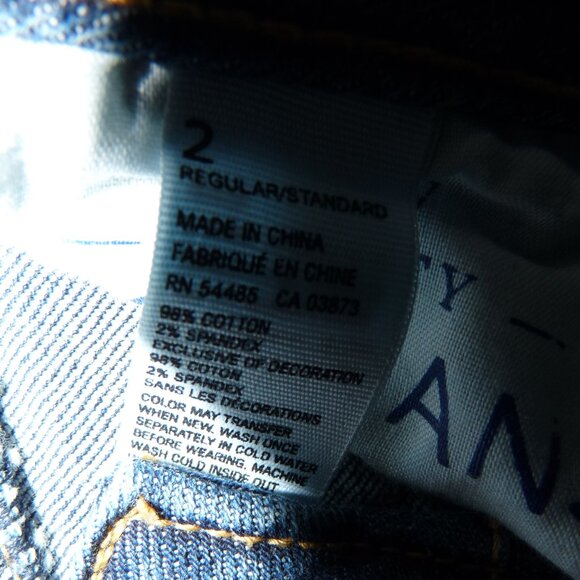 2
REGULAR/STANDARD
MADE IN CHINA
FABRIQUÉ EN CHINE
RN 54485 CA 03873
98% COTTON
2% SPANDEX
EXCLUSIVE OF DECORATION
98% COTON
2% SPANDEX
SANS LES DÉCORATIONS
COLOR MAY TRANSFER
WHEN NEW. WASH ONCE
SEPARATELY IN COLD WATER
BEFORE WEARING. MACHINE
WASH COLD INSIDE OUT